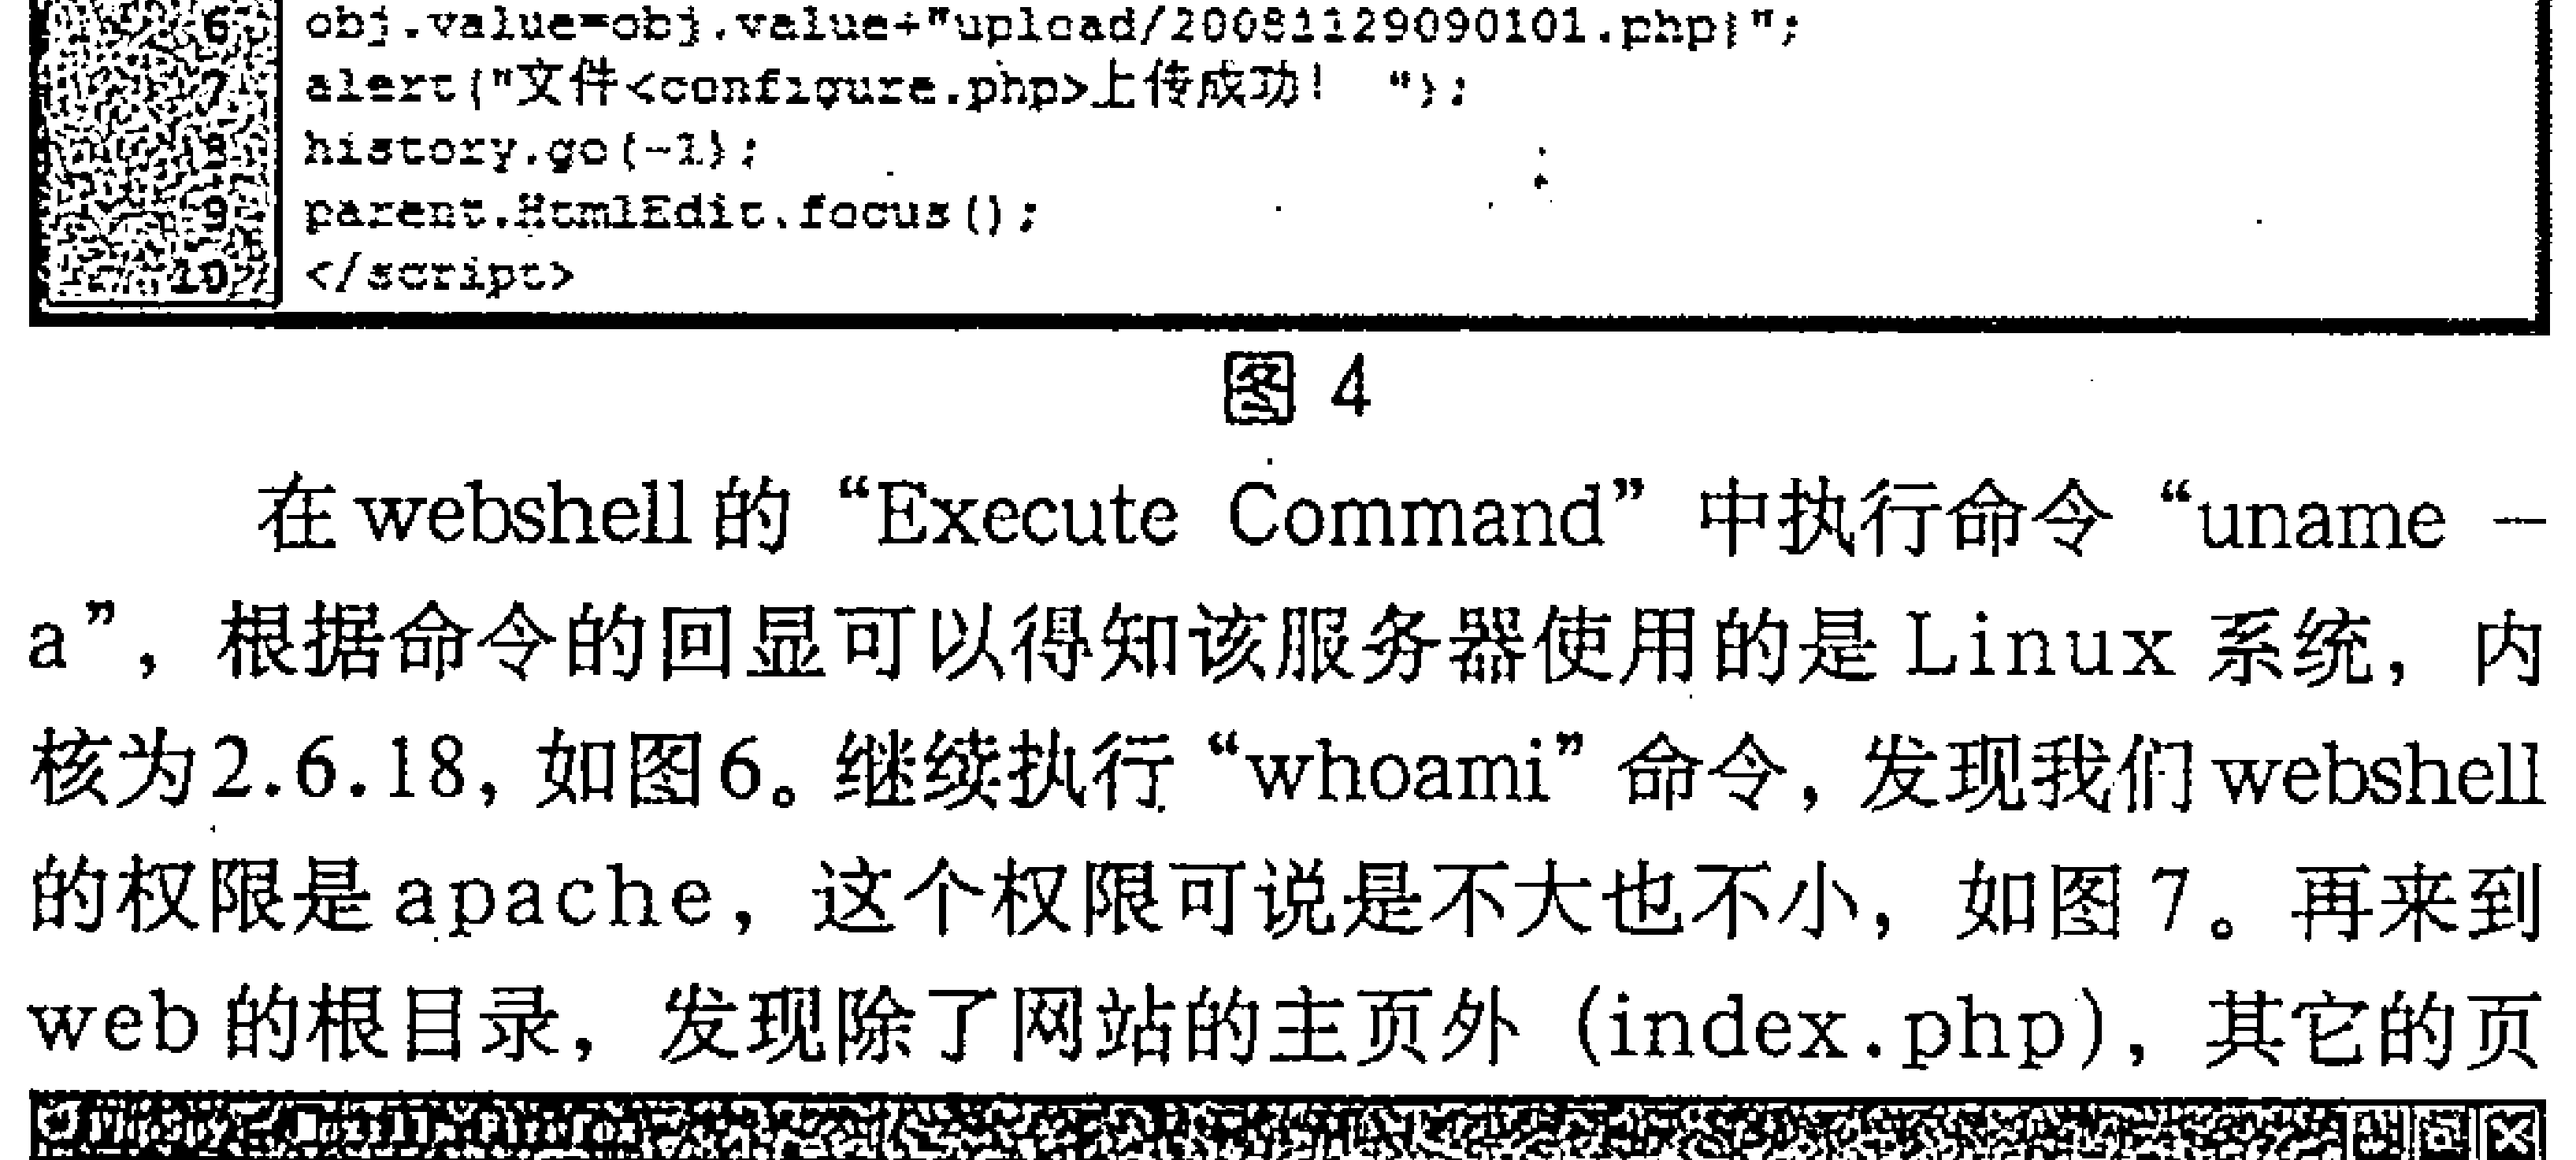 6 obj.value=obj.value+"upload/20081129090101.php|";
7 alert("文件<configure.php>上传成功! ");
8 history.go(-1);
9 parent.HtmlEdit.focus();
10 </script>
图 4
在webshell的“Execute Command”中执行命令“uname -
a”，根据命令的回显可以得知该服务器使用的是Linux系统，内
核为2.6.18，如图6。继续执行“whoami”命令，发现我们webshell
的权限是apache，这个权限可说是不大也不小，如图7。再来到
web的根目录，发现除了网站的主页外（index.php），其它的页